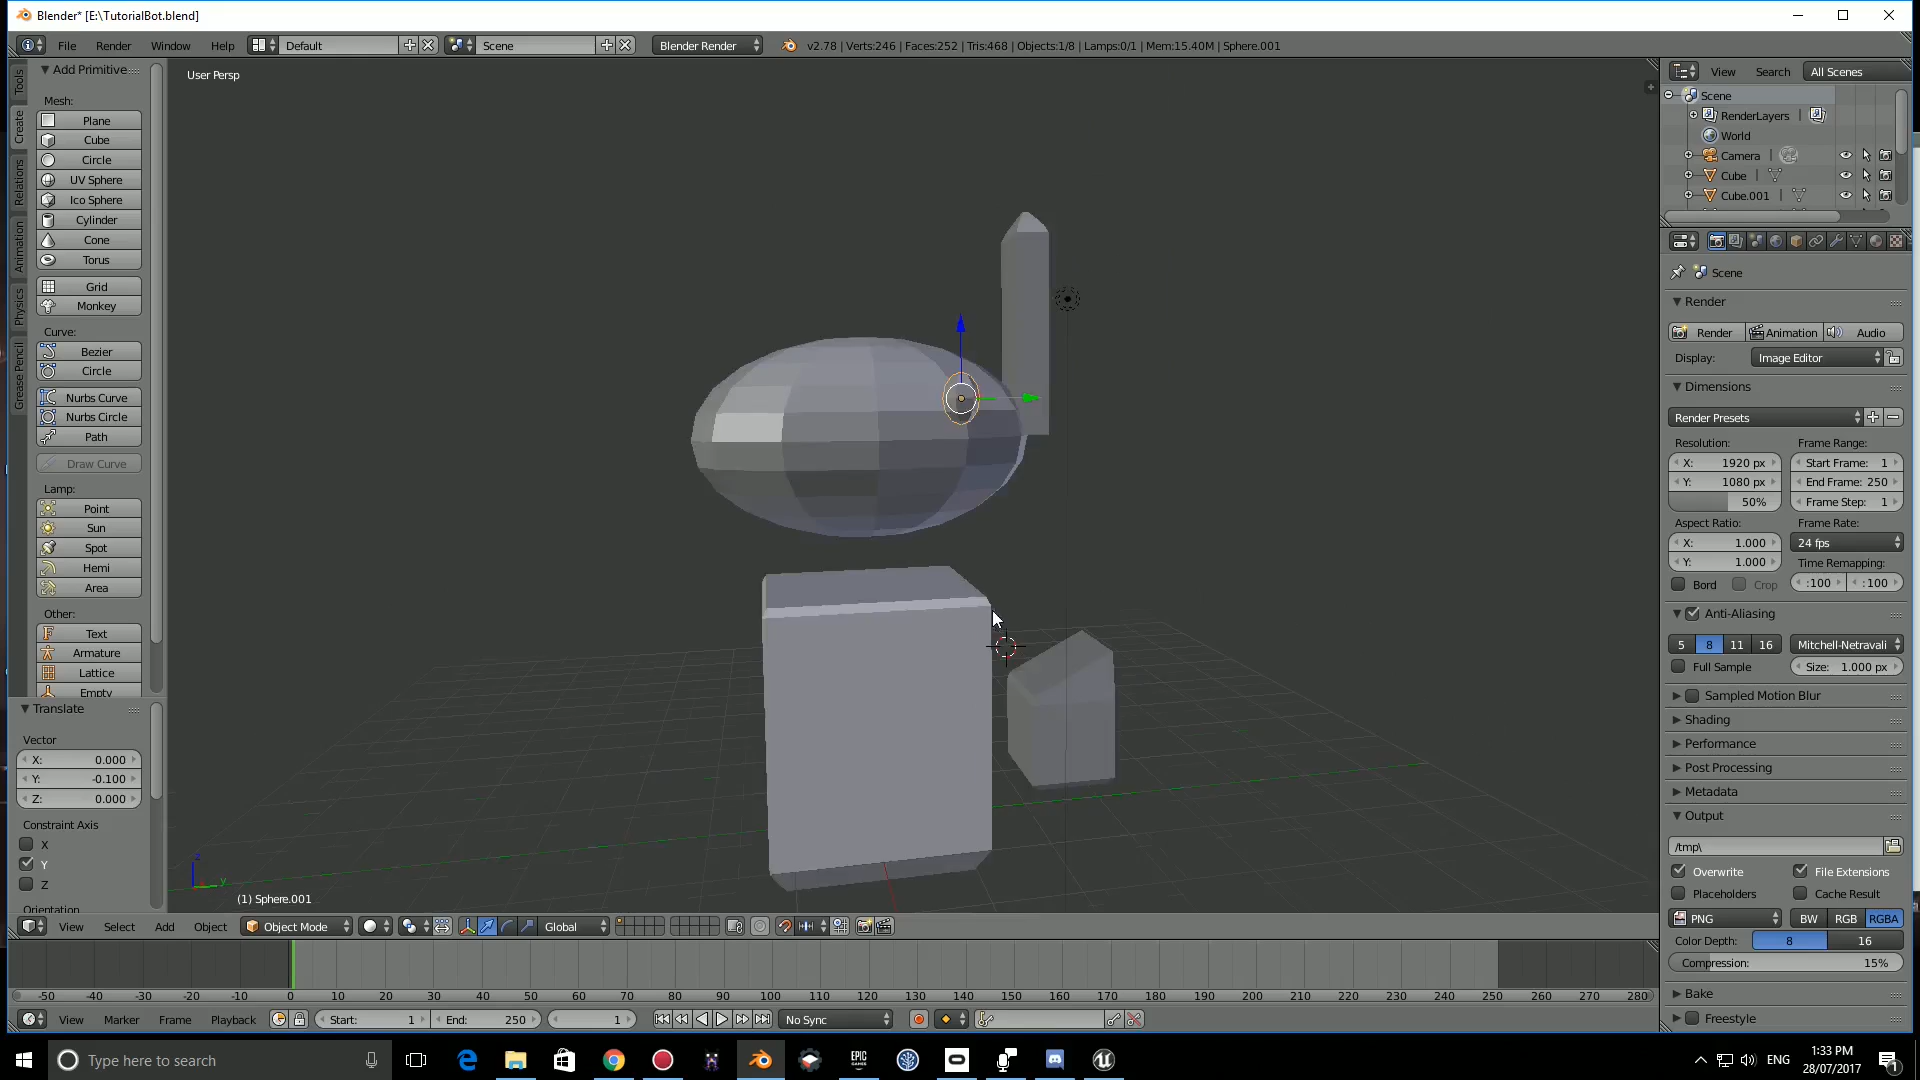 Blender* [E:\TutorialBot.blend]
File Render Window Help Default Scene Blender Render v2.78 | Verts:246 | Faces:252 | Tris:468 | Objects:1/8 | Lamps:0/1 | Mem:15.40M | Sphere.001
Tools
Create
Relations
Animation
Physics
Grease Pencil
Add Primitive
Mesh:
Plane
Cube
Circle
UV Sphere
Ico Sphere
Cylinder
Cone
Torus
Grid
Monkey
Curve:
Bezier
Circle
Nurbs Curve
Nurbs Circle
Path
Draw Curve
Lamp:
Point
Sun
Spot
Hemi
Area
Other:
Text
Armature
Lattice
Empty
Translate
Vector
X: 0.000
Y: -0.100
Z: 0.000
Constraint Axis
X
Y
Z
Orientation
User Persp
z
y
(1) Sphere.001
View Select Add Object Object Mode Global
-50 -40 -30 -20 -10 0 10 20 30 40 50 60 70 80 90 100 110 120 130 140 150 160 170 180 190 200 210 220 230 240 250 260 270 280
View Marker Frame Playback Start: 1 End: 250 1 No Sync
View Search All Scenes
Scene
RenderLayers |
World
Camera |
Cube |
Cube.001 |
Scene
Render
Render Animation Audio
Display: Image Editor
Dimensions
Render Presets
Resolution: Frame Range:
X: 1920 px Start Frame: 1
Y: 1080 px End Frame: 250
50% Frame Step: 1
Aspect Ratio: Frame Rate:
X: 1.000 24 fps
Y: 1.000 Time Remapping:
Bord Crop :100 :100
Anti-Aliasing
5 8 11 16 Mitchell-Netravali
Full Sample Size: 1.000 px
Sampled Motion Blur
Shading
Performance
Post Processing
Metadata
Output
/tmp\
Overwrite File Extensions
Placeholders Cache Result
PNG BW RGB RGBA
Color Depth: 8 16
Compression: 15%
Bake
Freestyle
Type here to search
EPIC GAMES
ENG
1:33 PM
28/07/2017
1